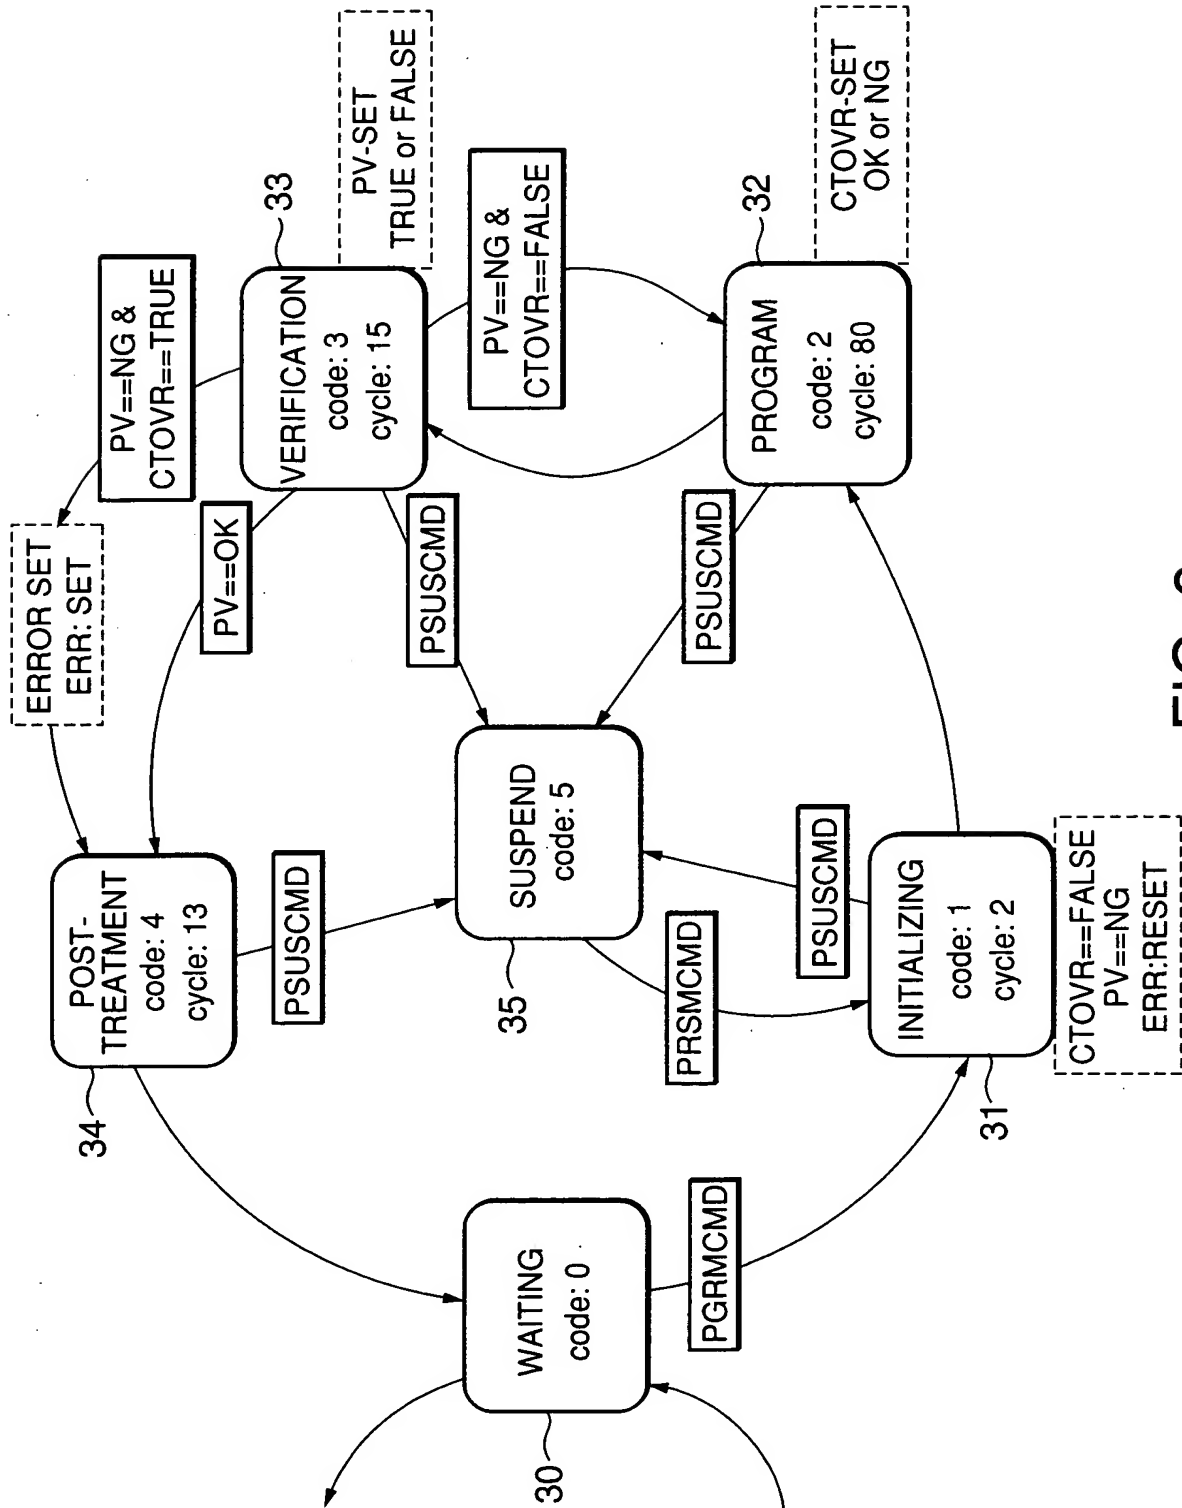 30
WAITING
code: 0
PGRMCMD
34
POST-
TREATMENT
code: 4
cycle: 13
PSUSCMD
ERROR SET
ERR: SET
PV==OK
PV==NG &
CTOVR==TRUE
35
SUSPEND
code: 5
PRSMCMD
PSUSCMD
PSUSCMD
PSUSCMD
31
INITIALIZING
code: 1
cycle: 2
CTOVR==FALSE
PV==NG
ERR:RESET
33
VERIFICATION
code: 3
cycle: 15
PV-SET
TRUE or FALSE
PV==NG &
CTOVR==FALSE
32
PROGRAM
code: 2
cycle: 80
CTOVR-SET
OK or NG